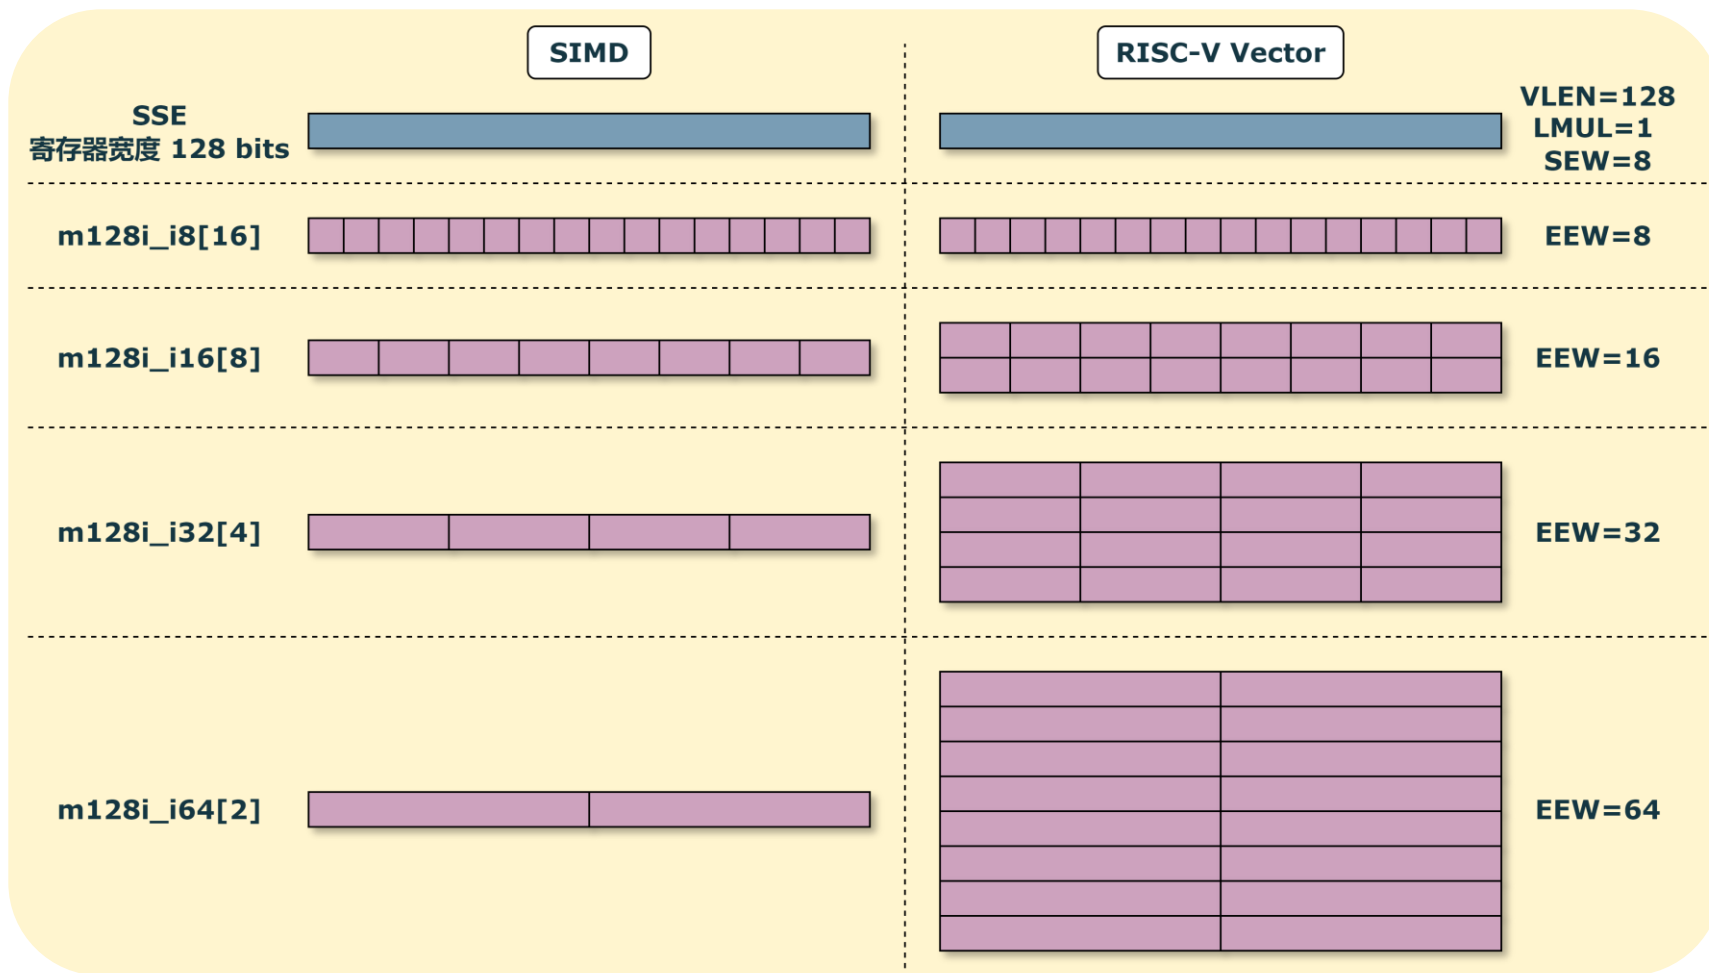 SIMD
RISC-V Vector
SSE
寄存器宽度 128 bits
VLEN=128
LMUL=1
SEW=8
m128i_i8[16]
EEW=8
m128i_i16[8]
EEW=16
m128i_i32[4]
EEW=32
m128i_i64[2]
EEW=64